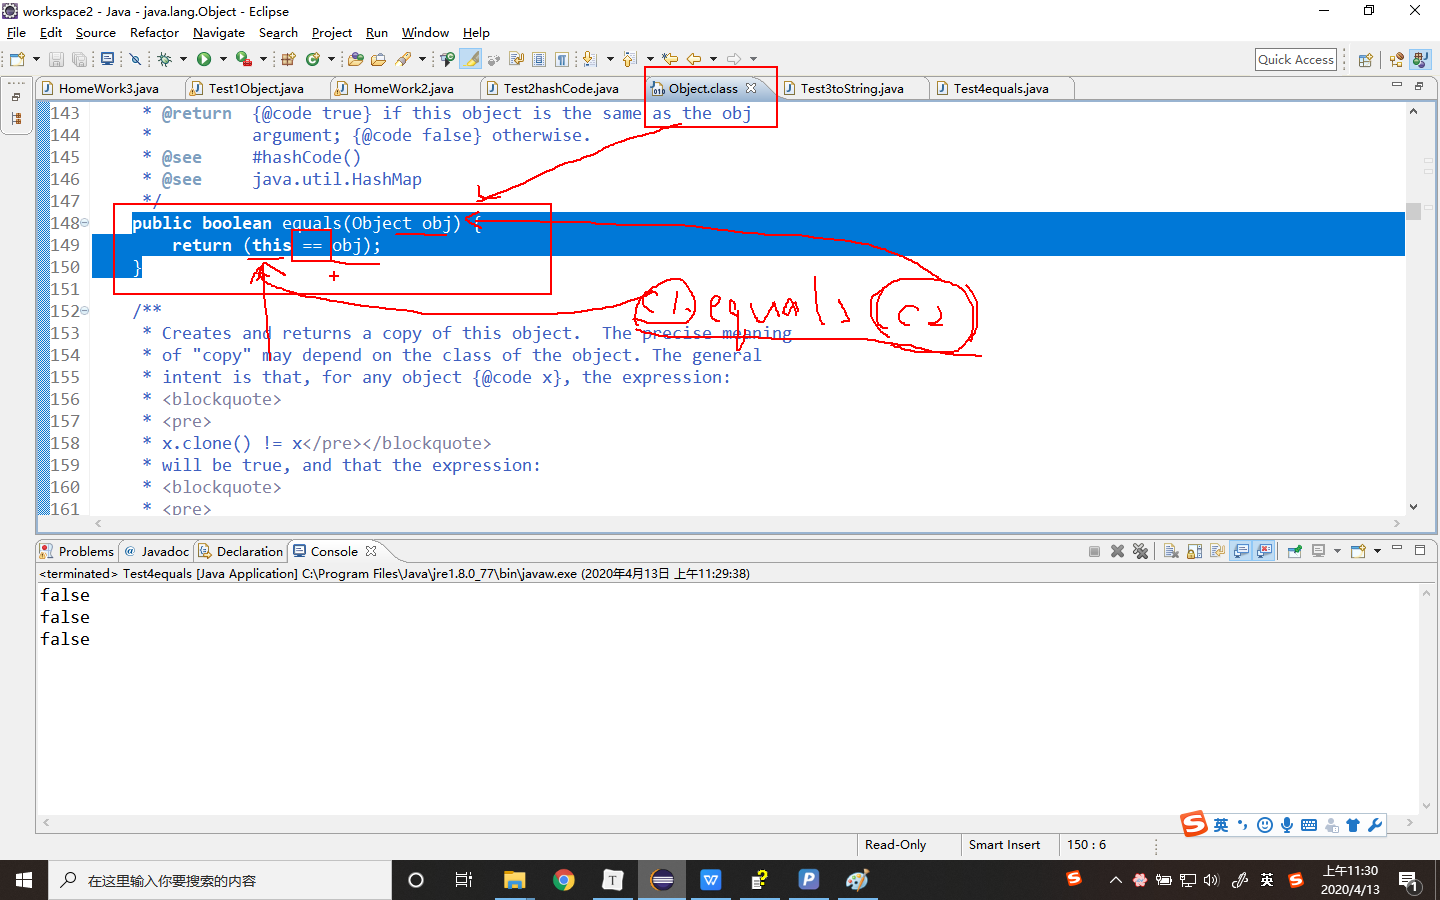 workspace2 - Java - java.lang.Object - Eclipse
File Edit Source Refactor Navigate Search Project Run Window Help
Quick Access
HomeWork3.java Test1Object.java HomeWork2.java Test2hashCode.java Object.class Test3toString.java Test4equals.java
143 * @return {@code true} if this object is the same as the obj
144 * argument; {@code false} otherwise.
145 * @see #hashCode()
146 * @see java.util.HashMap
147 */
148 public boolean equals(Object obj) {
149 return (this == obj);
150 }
151
c1.equals c2
152 /**
153 * Creates and returns a copy of this object. The precise meaning
154 * of "copy" may depend on the class of the object. The general
155 * intent is that, for any object {@code x}, the expression:
156 * <blockquote>
157 * <pre>
158 * x.clone() != x</pre></blockquote>
159 * will be true, and that the expression:
160 * <blockquote>
161 * <pre>
Problems @ Javadoc Declaration Console
<terminated> Test4equals [Java Application] C:\Program Files\Java\jre1.8.0_77\bin\javaw.exe (2020年4月13日 上午11:29:38)
false
false
false
英
Read-Only Smart Insert 150 : 6
在这里输入你要搜索的内容
英
上午11:30
2020/4/13
1